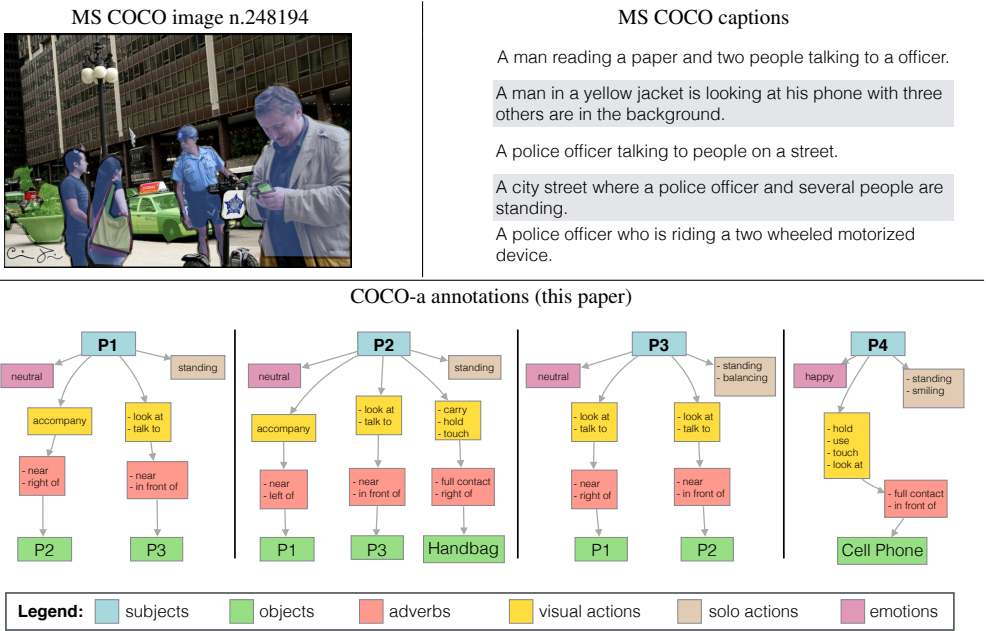 MS COCO image n.248194
MS COCO captions
A man reading a paper and two people talking to a officer.
A man in a yellow jacket is looking at his phone with three
others are in the background.
A police officer talking to people on a street.
A city street where a police officer and several people are
standing.
A police officer who is riding a two wheeled motorized
device.
COCO-a annotations (this paper)
P1
neutral
standing
accompany
- look at
- talk to
- near
- right of
- near
- in front of
P2
P3
P2
neutral
standing
accompany
- look at
- talk to
- carry
- hold
- touch
- near
- left of
- near
- in front of
- full contact
- right of
P1
P3
Handbag
P3
neutral
- standing
- balancing
- look at
- talk to
- look at
- talk to
- near
- right of
- near
- in front of
P1
P2
P4
happy
- standing
- smiling
- hold
- use
- touch
- look at
- full contact
- in front of
Cell Phone
Legend: subjects objects adverbs visual actions solo actions emotions